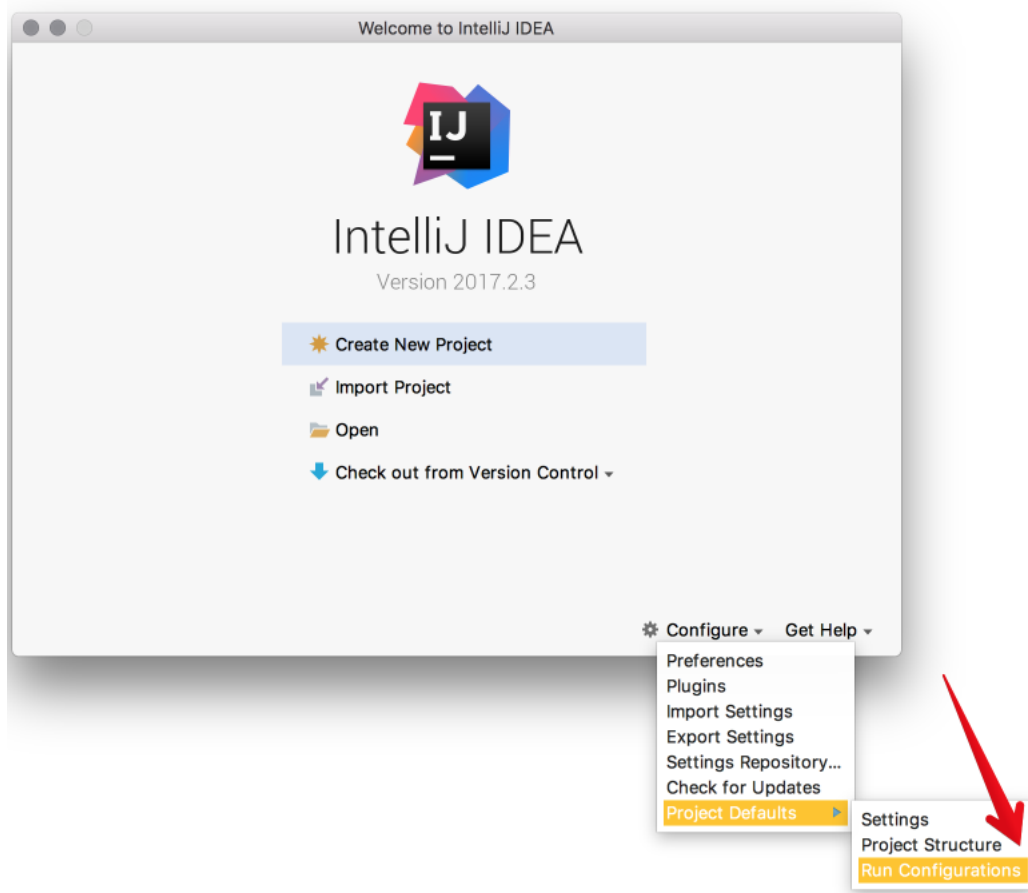 Welcome to IntelliJ IDEA
IJ
IntelliJ IDEA
Version 2017.2.3
Create New Project
Import Project
Open
Check out from Version Control
Configure Get Help
Preferences
Plugins
Import Settings
Export Settings
Settings Repository...
Check for Updates
Project Defaults
Settings
Project Structure
Run Configurations